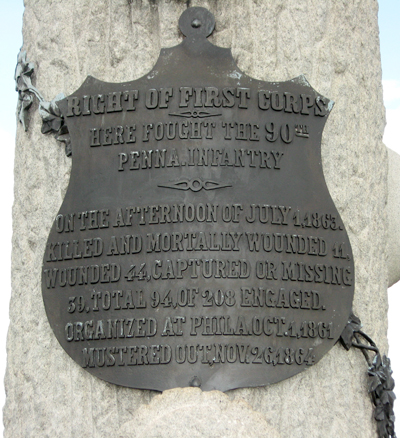 RIGHT OF FIRST CORPS
HERE FOUGHT THE 90TH
PENNA. INFANTRY
ON THE AFTERNOON OF JULY 1, 1863.
KILLED AND MORTALLY WOUNDED 11,
WOUNDED 44, CAPTURED OR MISSING
39, TOTAL 94, OF 208 ENGAGED.
ORGANIZED AT PHILA. OCT. 1, 1861
MUSTERED OUT, NOV. 26, 1864.